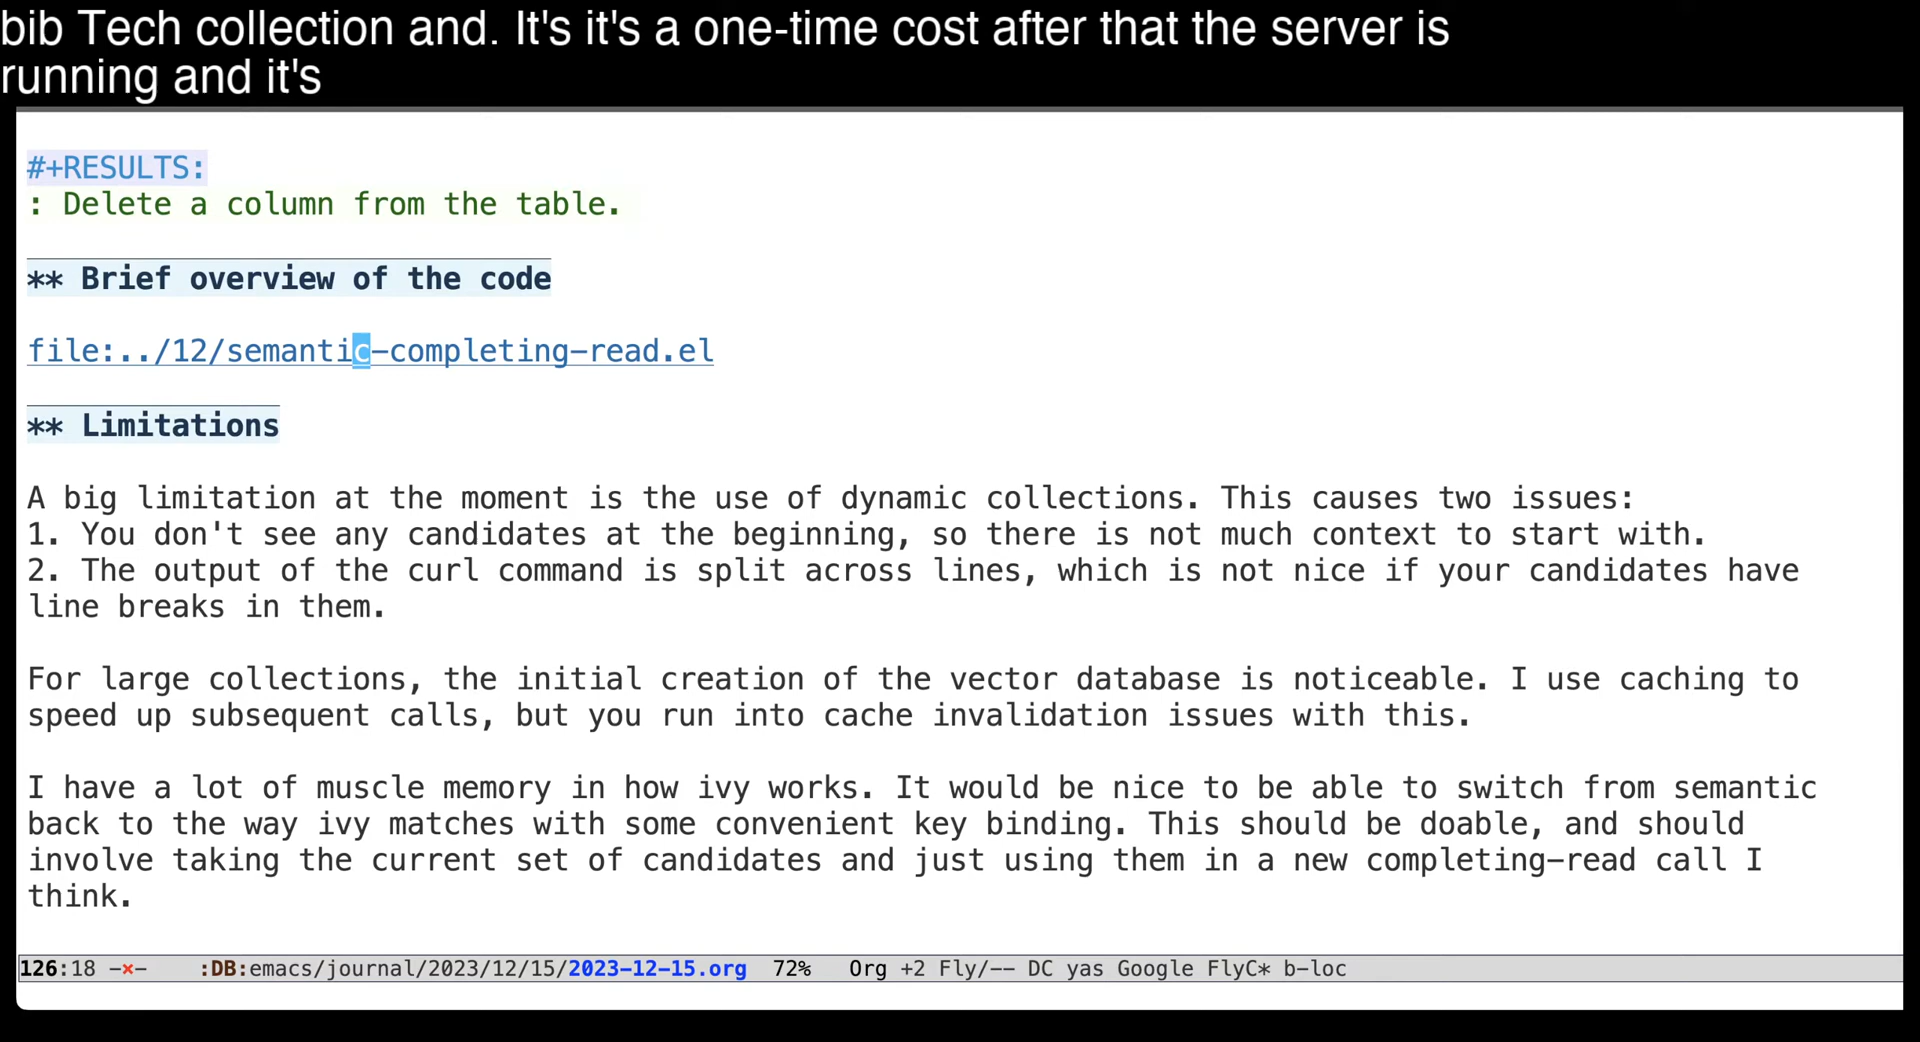 bib Tech collection and. It's it's a one-time cost after that the server is
running and it's
#+RESULTS:
: Delete a column from the table.
** Brief overview of the code
file:../12/semantic-completing-read.el
** Limitations
A big limitation at the moment is the use of dynamic collections. This causes two issues:
1. You don't see any candidates at the beginning, so there is not much context to start with.
2. The output of the curl command is split across lines, which is not nice if your candidates have
line breaks in them.
For large collections, the initial creation of the vector database is noticeable. I use caching to
speed up subsequent calls, but you run into cache invalidation issues with this.
I have a lot of muscle memory in how ivy works. It would be nice to be able to switch from semantic
back to the way ivy matches with some convenient key binding. This should be doable, and should
involve taking the current set of candidates and just using them in a new completing-read call I
think.
126:18 -×- :DB:emacs/journal/2023/12/15/2023-12-15.org 72% Org +2 Fly/-- DC yas Google FlyC* b-loc